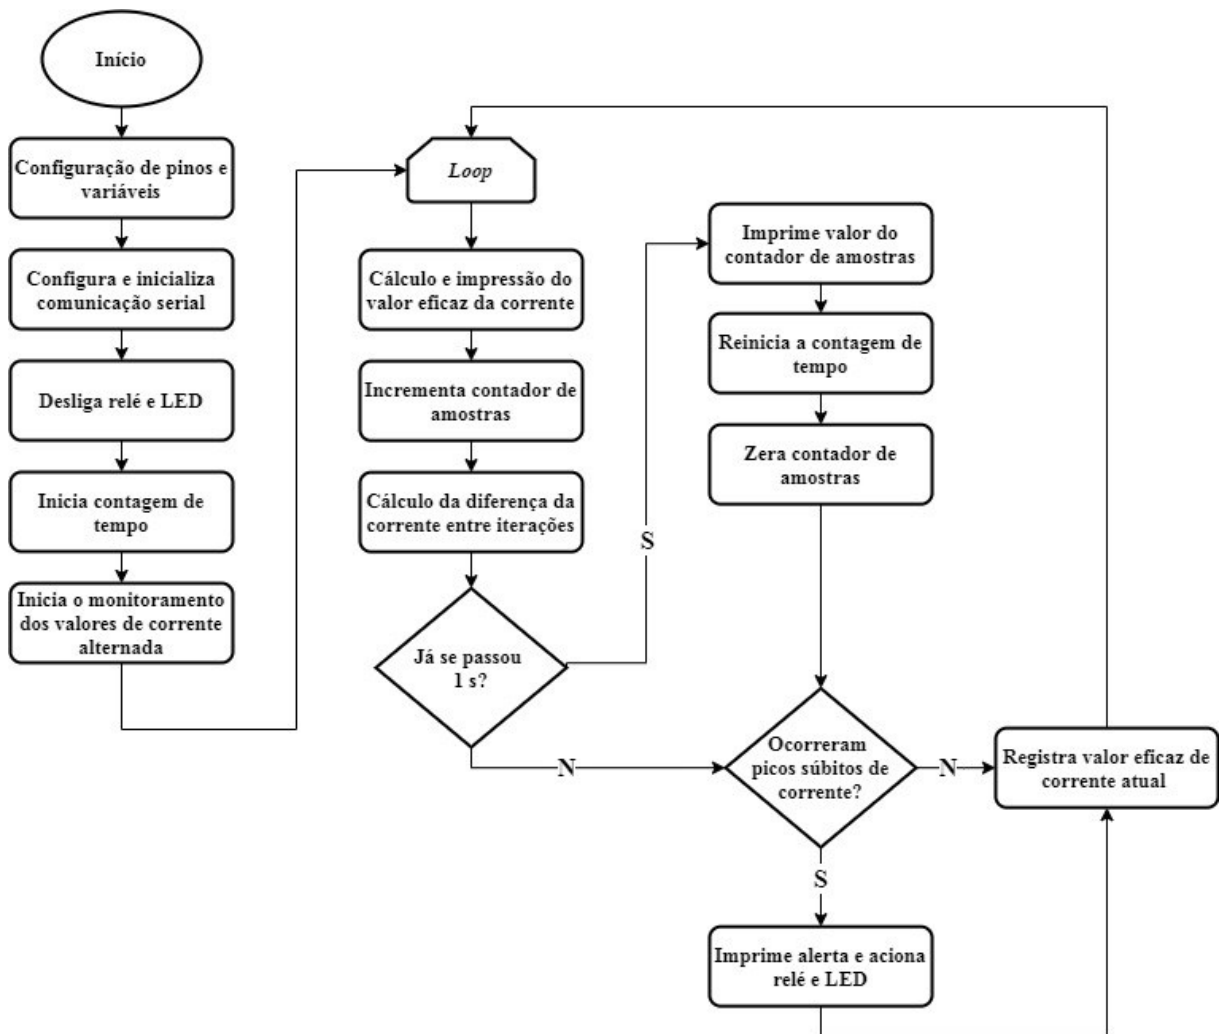 Início
Configuração de pinos e
variáveis
Configura e inicializa
comunicação serial
Desliga relé e LED
Inicia contagem de
tempo
Inicia o monitoramento
dos valores de corrente
alternada
Loop
Cálculo e impressão do
valor eficaz da corrente
Incrementa contador de
amostras
Cálculo da diferença da
corrente entre iterações
Já se passou
1 s?
S
N
Imprime valor do
contador de amostras
Reinicia a contagem de
tempo
Zera contador de
amostras
Ocorreram
picos súbitos de
corrente?
N
S
Registra valor eficaz de
corrente atual
Imprime alerta e aciona
relé e LED